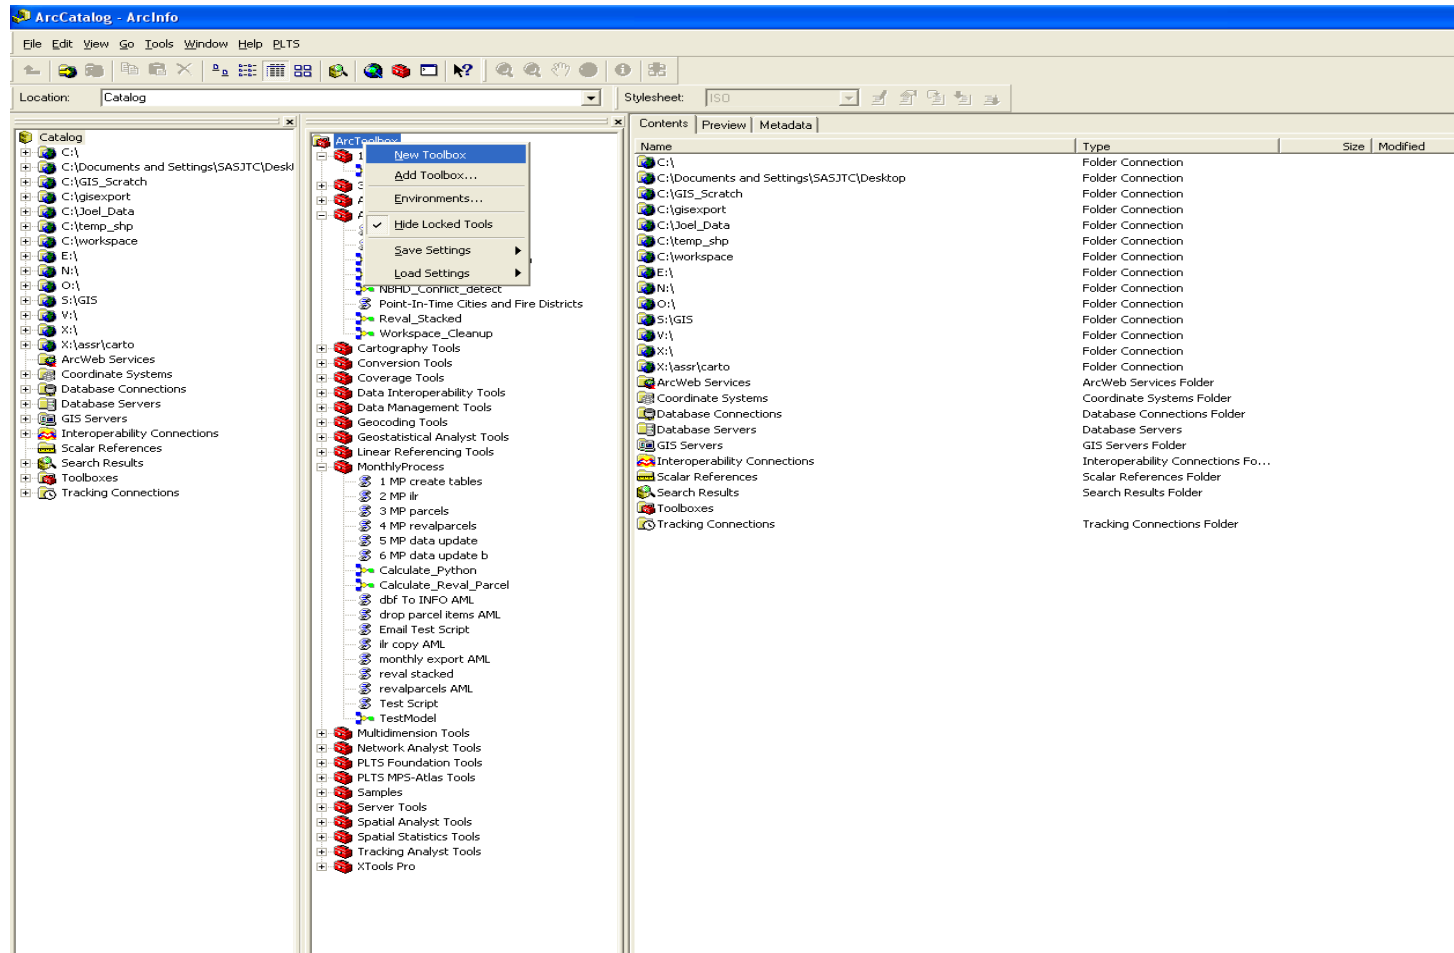 ArcCatalog - ArcInfo
File Edit View Go Tools Window Help PLTS
Location: Catalog
Stylesheet: ISO
Catalog
C:\
C:\Documents and Settings\SASJTC\Deskt
C:\GIS_Scratch
C:\gisexport
C:\Joel_Data
C:\temp_shp
C:\workspace
E:\
N:\
O:\
S:\GIS
V:\
X:\
X:\assr\carto
ArcWeb Services
Coordinate Systems
Database Connections
Database Servers
GIS Servers
Interoperability Connections
Scalar References
Search Results
Toolboxes
Tracking Connections
ArcToolbox
New Toolbox
Add Toolbox...
Environments...
Hide Locked Tools
Save Settings
Load Settings
NBHD_Conflict_detect
Point-In-Time Cities and Fire Districts
Reval_Stacked
Workspace_Cleanup
Cartography Tools
Conversion Tools
Coverage Tools
Data Interoperability Tools
Data Management Tools
Geocoding Tools
Geostatistical Analyst Tools
Linear Referencing Tools
MonthlyProcess
1 MP create tables
2 MP ilr
3 MP parcels
4 MP revalparcels
5 MP data update
6 MP data update b
Calculate_Python
Calculate_Reval_Parcel
dbf To INFO AML
drop parcel items AML
Email Test Script
ilr copy AML
monthly export AML
reval stacked
revalparcels AML
Test Script
TestModel
Multidimension Tools
Network Analyst Tools
PLTS Foundation Tools
PLTS MPS-Atlas Tools
Samples
Server Tools
Spatial Analyst Tools
Spatial Statistics Tools
Tracking Analyst Tools
XTools Pro
Contents Preview Metadata
Name Type Size Modified
C:\ Folder Connection
C:\Documents and Settings\SASJTC\Desktop Folder Connection
C:\GIS_Scratch Folder Connection
C:\gisexport Folder Connection
C:\Joel_Data Folder Connection
C:\temp_shp Folder Connection
C:\workspace Folder Connection
E:\ Folder Connection
N:\ Folder Connection
O:\ Folder Connection
S:\GIS Folder Connection
V:\ Folder Connection
X:\ Folder Connection
X:\assr\carto Folder Connection
ArcWeb Services ArcWeb Services Folder
Coordinate Systems Coordinate Systems Folder
Database Connections Database Connections Folder
Database Servers Database Servers
GIS Servers GIS Servers Folder
Interoperability Connections Interoperability Connections Fo...
Scalar References Scalar References Folder
Search Results Search Results Folder
Toolboxes
Tracking Connections Tracking Connections Folder